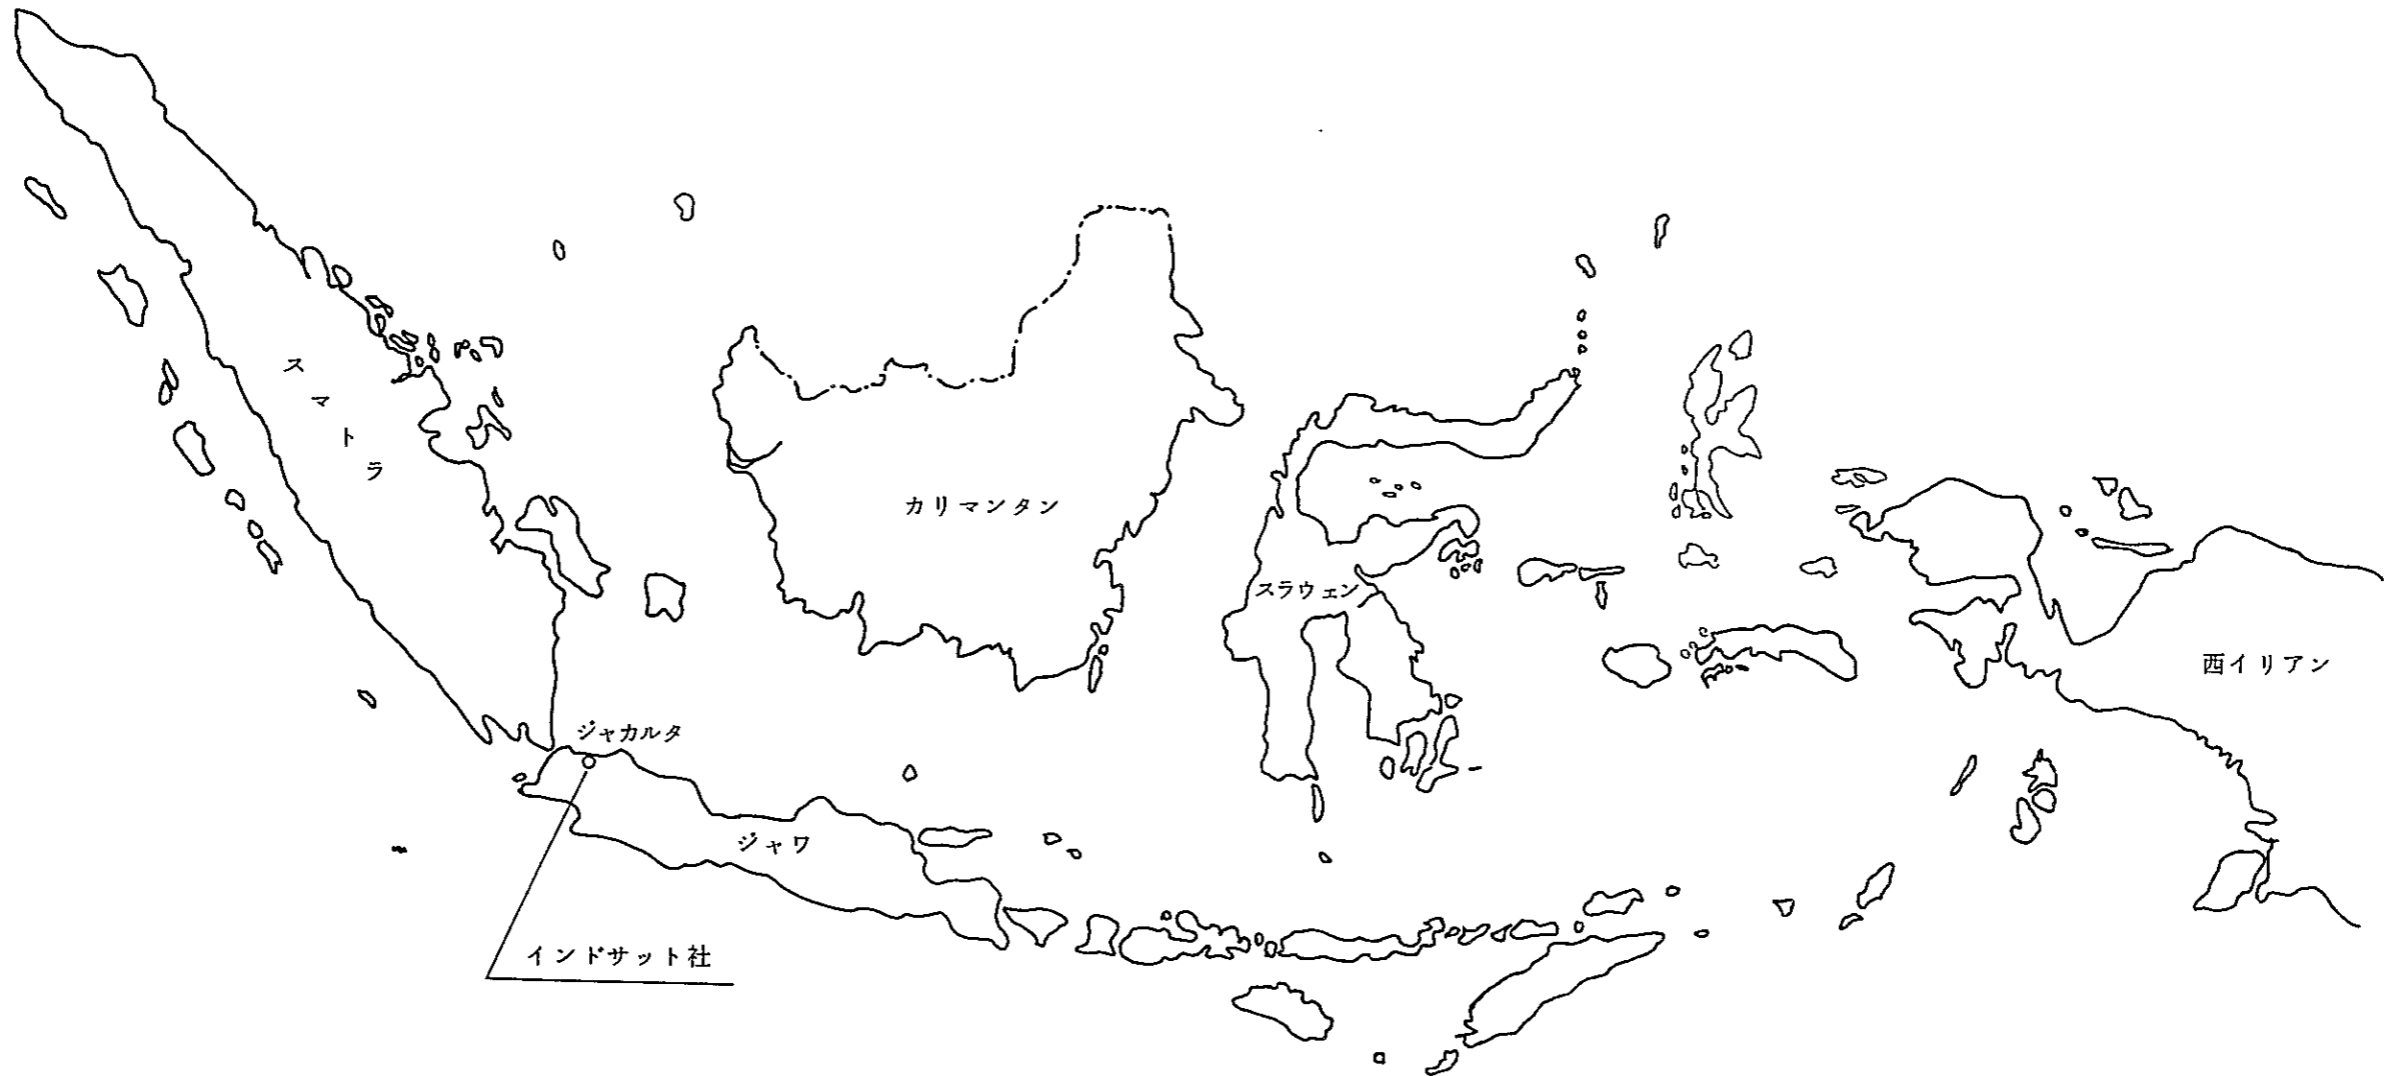 スマトラ
カリマンタン
スラウェン
西イリアン
ジャカルタ
ジャワ
インドサット社